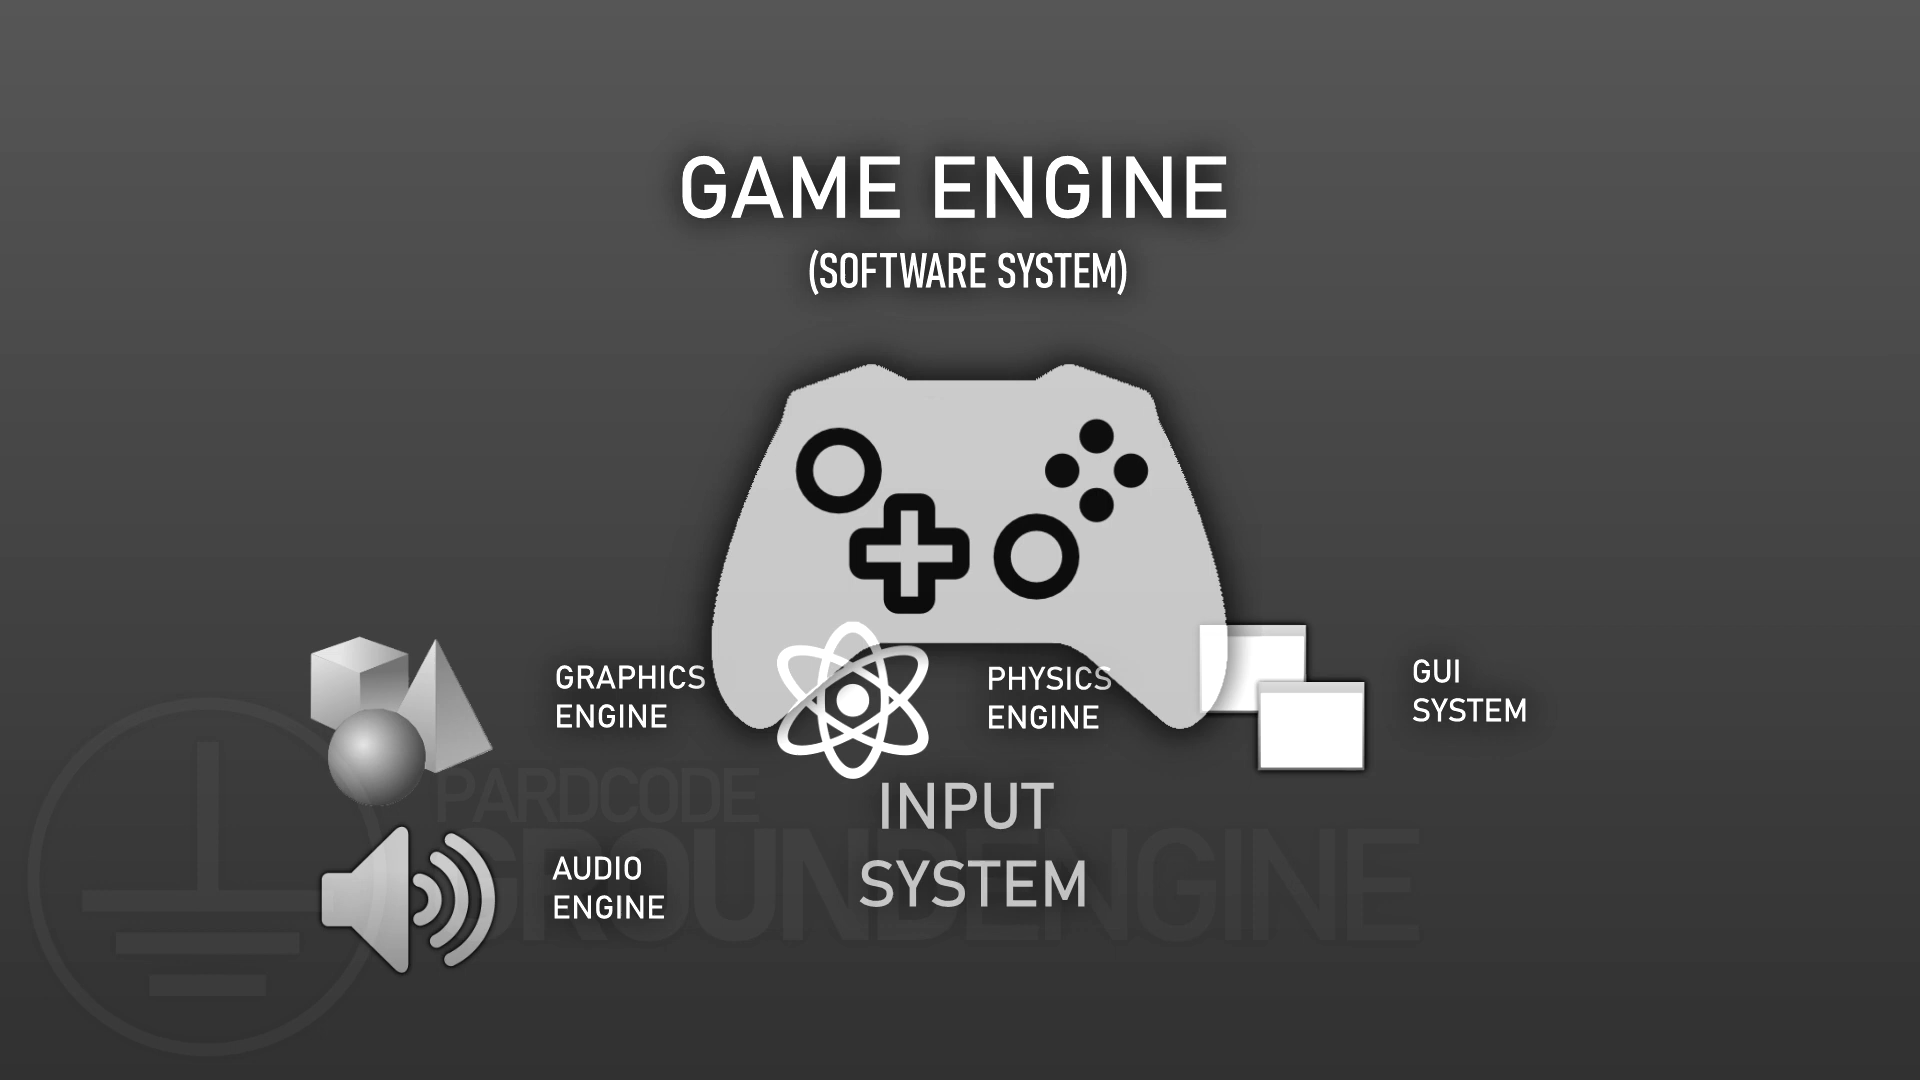 GAME ENGINE
(SOFTWARE SYSTEM)
GRAPHICS
ENGINE
PHYSICS
ENGINE
GUI
SYSTEM
PARDCODE
GROUNDENGINE
INPUT
SYSTEM
AUDIO
ENGINE